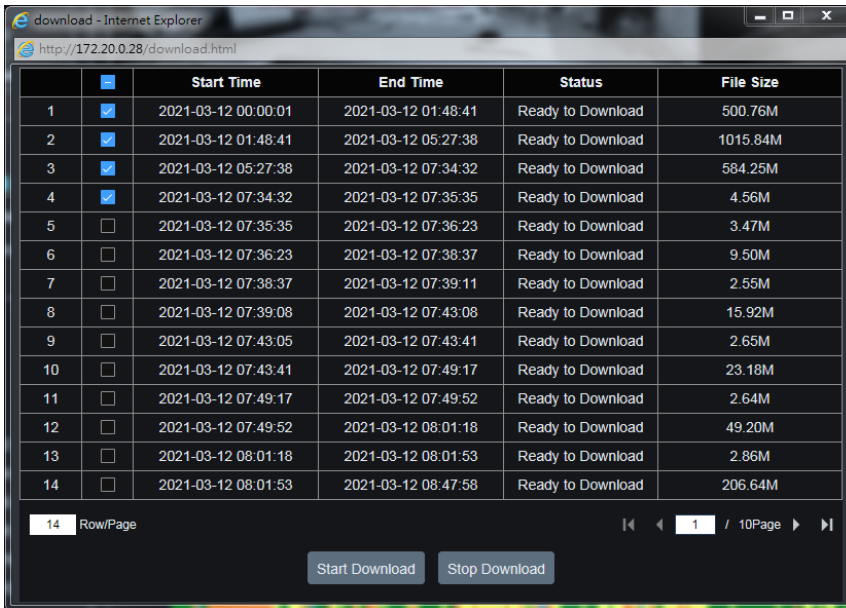 download - Internet Explorer
http://172.20.0.28/download.html
Start Time End Time Status File Size
1 2021-03-12 00:00:01 2021-03-12 01:48:41 Ready to Download 500.76M
2 2021-03-12 01:48:41 2021-03-12 05:27:38 Ready to Download 1015.84M
3 2021-03-12 05:27:38 2021-03-12 07:34:32 Ready to Download 584.25M
4 2021-03-12 07:34:32 2021-03-12 07:35:35 Ready to Download 4.56M
5 2021-03-12 07:35:35 2021-03-12 07:36:23 Ready to Download 3.47M
6 2021-03-12 07:36:23 2021-03-12 07:38:37 Ready to Download 9.50M
7 2021-03-12 07:38:37 2021-03-12 07:39:11 Ready to Download 2.55M
8 2021-03-12 07:39:08 2021-03-12 07:43:08 Ready to Download 15.92M
9 2021-03-12 07:43:05 2021-03-12 07:43:41 Ready to Download 2.65M
10 2021-03-12 07:43:41 2021-03-12 07:49:17 Ready to Download 23.18M
11 2021-03-12 07:49:17 2021-03-12 07:49:52 Ready to Download 2.64M
12 2021-03-12 07:49:52 2021-03-12 08:01:18 Ready to Download 49.20M
13 2021-03-12 08:01:18 2021-03-12 08:01:53 Ready to Download 2.86M
14 2021-03-12 08:01:53 2021-03-12 08:47:58 Ready to Download 206.64M
14 Row/Page 1 / 10Page
Start Download Stop Download